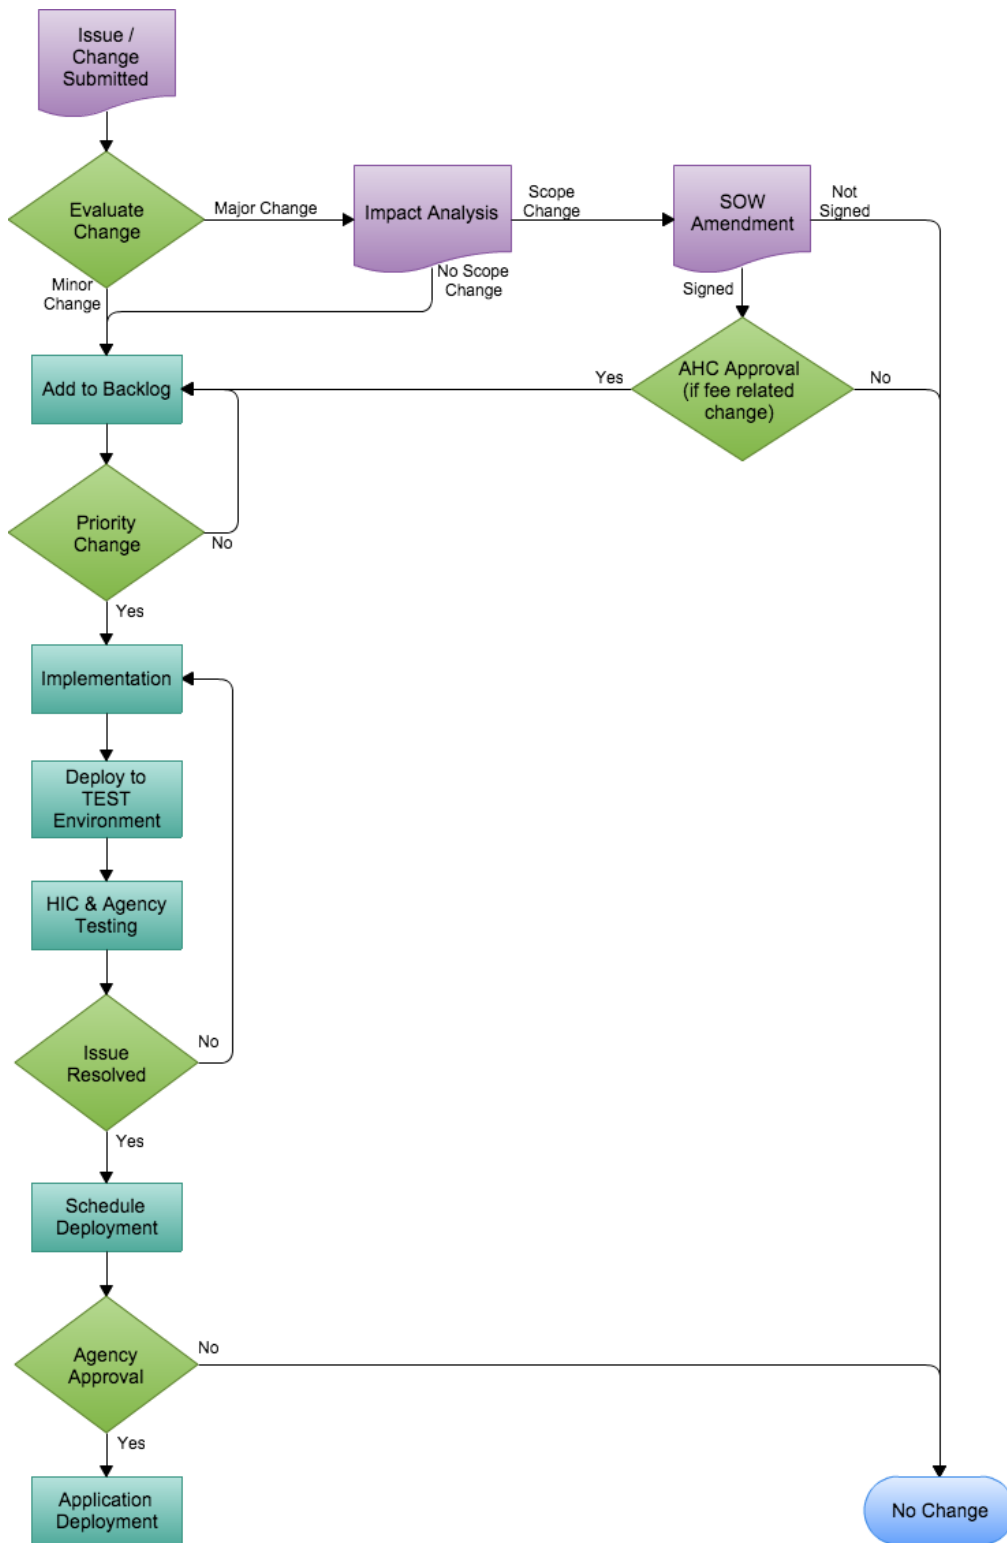 Issue /
Change
Submitted
Evaluate
Change
Major Change
Impact Analysis
Scope
Change
SOW
Amendment
Not
Signed
Minor
Change
No Scope
Change
Signed
Add to Backlog
Yes
AHC Approval
(if fee related
change)
No
Priority
Change
No
Yes
Implementation
Deploy to
TEST
Environment
HIC & Agency
Testing
Issue
Resolved
No
Yes
Schedule
Deployment
Agency
Approval
No
Yes
Application
Deployment
No Change